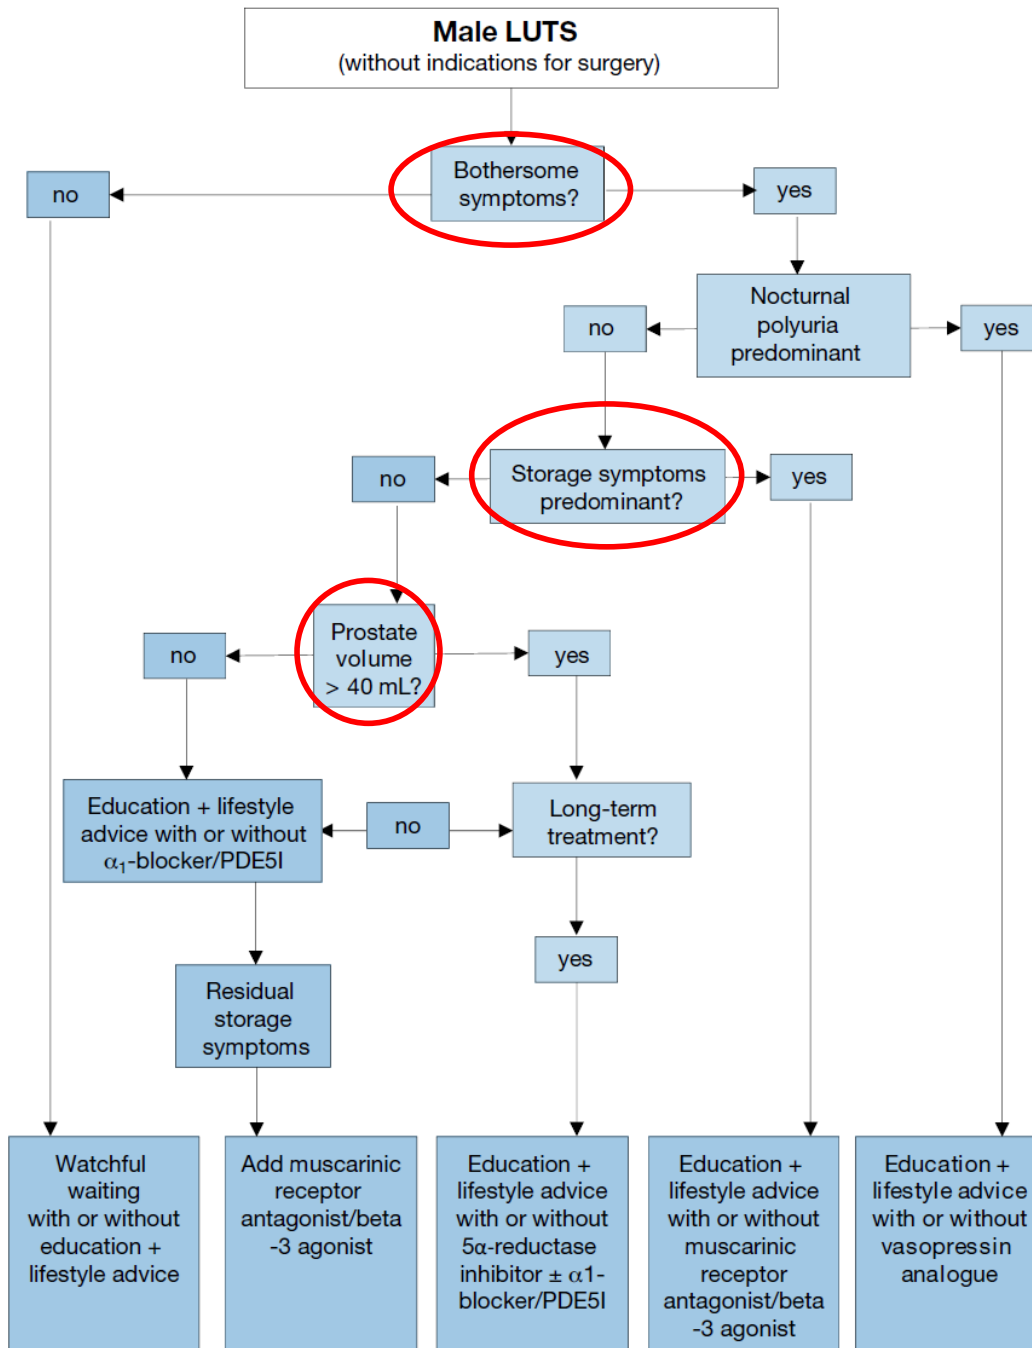 Male LUTS
(without indications for surgery)
Bothersome
symptoms?
no
yes
Nocturnal
polyuria
predominant
no
yes
Storage symptoms
predominant?
no
yes
Prostate
volume
> 40 mL?
no
yes
Education + lifestyle
advice with or without
α₁-blocker/PDE5I
no
Long-term
treatment?
yes
Residual
storage
symptoms
Watchful
waiting
with or without
education +
lifestyle advice
Add muscarinic
receptor
antagonist/beta
-3 agonist
Education +
lifestyle advice
with or without
5α-reductase
inhibitor ± α1-
blocker/PDE5I
Education +
lifestyle advice
with or without
muscarinic
receptor
antagonist/beta
-3 agonist
Education +
lifestyle advice
with or without
vasopressin
analogue